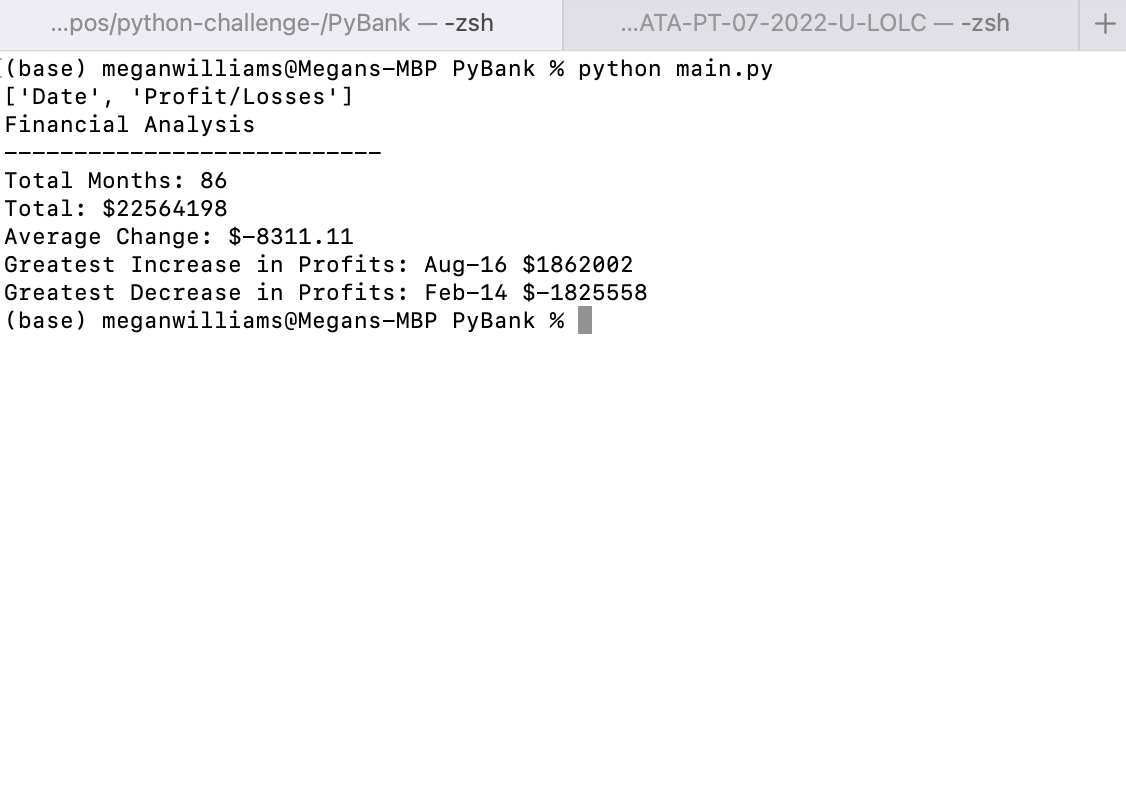 ...pos/python-challenge-/PyBank — -zsh
...ATA-PT-07-2022-U-LOLC — -zsh
+
(base) meganwilliams@Megans-MBP PyBank % python main.py
['Date', 'Profit/Losses']
Financial Analysis
---------------------------
Total Months: 86
Total: $22564198
Average Change: $-8311.11
Greatest Increase in Profits: Aug-16 $1862002
Greatest Decrease in Profits: Feb-14 $-1825558
(base) meganwilliams@Megans-MBP PyBank %